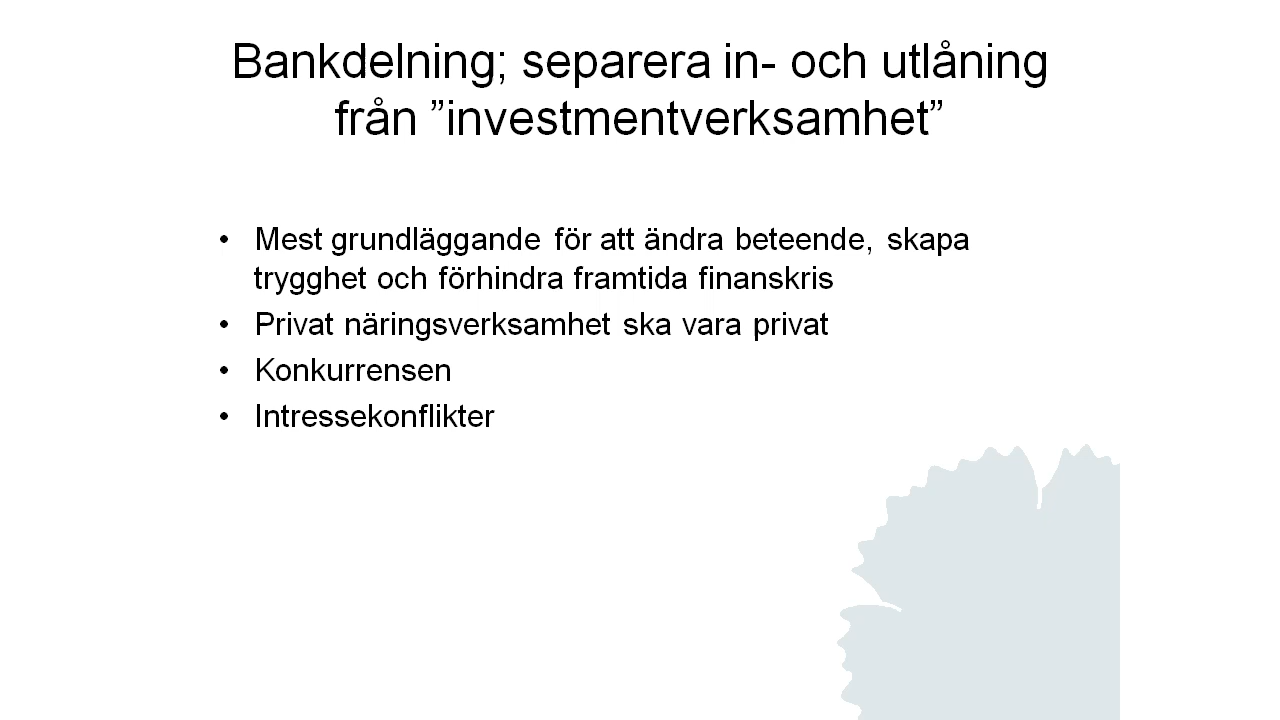 Bankdelning; separera in- och utlåning
från ”investmentverksamhet”
• Mest grundläggande för att ändra beteende, skapa
trygghet och förhindra framtida finanskris
• Privat näringsverksamhet ska vara privat
• Konkurrensen
• Intressekonflikter